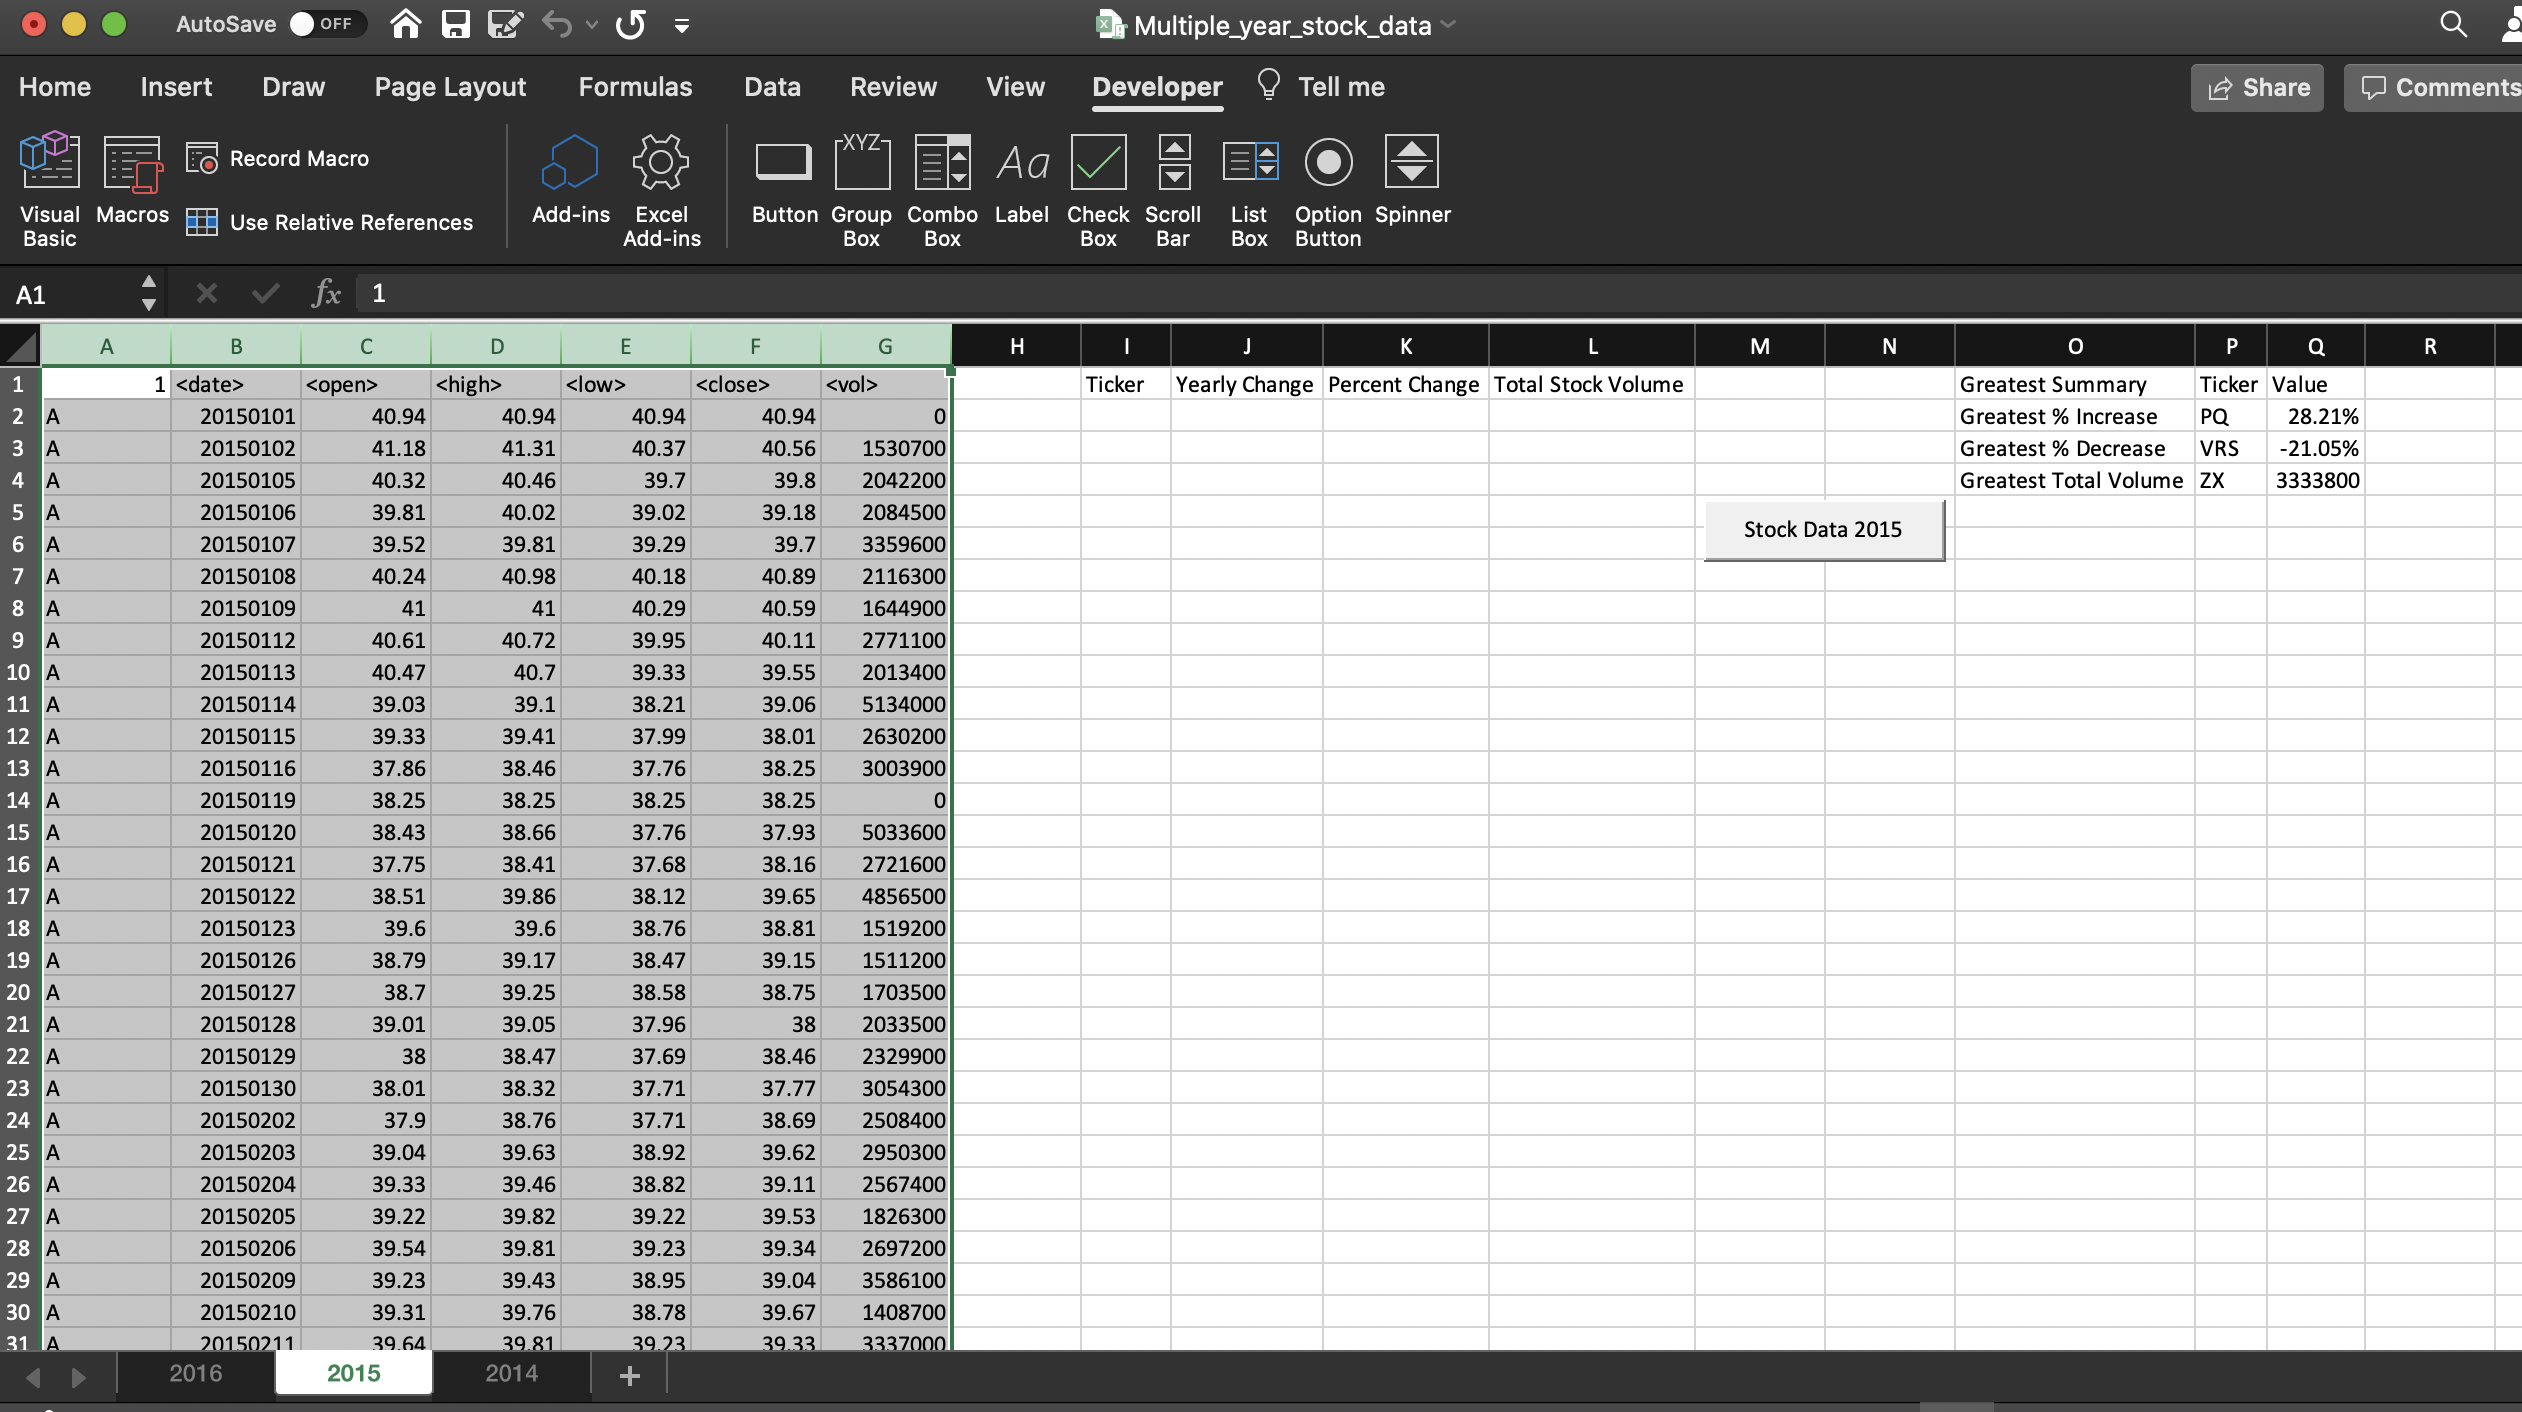 AutoSave OFF Multiple_year_stock_data
Home Insert Draw Page Layout Formulas Data Review View Developer Tell me Share Comments
Visual Basic
Macros
Record Macro
Use Relative References
Add-ins
Excel Add-ins
Button
XYZ
Group Box
Combo Box
Aa
Label
Check Box
Scroll Bar
List Box
Option Button
Spinner
A1 fx 1
A B C D E F G H I J K L M N O P Q R
1 1 <date> <open> <high> <low> <close> <vol> Ticker Yearly Change Percent Change Total Stock Volume Greatest Summary Ticker Value
2 A 20150101 40.94 40.94 40.94 40.94 0 Greatest % Increase PQ 28.21%
3 A 20150102 41.18 41.31 40.37 40.56 1530700 Greatest % Decrease VRS -21.05%
4 A 20150105 40.32 40.46 39.7 39.8 2042200 Greatest Total Volume ZX 3333800
5 A 20150106 39.81 40.02 39.02 39.18 2084500
Stock Data 2015
6 A 20150107 39.52 39.81 39.29 39.7 3359600
7 A 20150108 40.24 40.98 40.18 40.89 2116300
8 A 20150109 41 41 40.29 40.59 1644900
9 A 20150112 40.61 40.72 39.95 40.11 2771100
10 A 20150113 40.47 40.7 39.33 39.55 2013400
11 A 20150114 39.03 39.1 38.21 39.06 5134000
12 A 20150115 39.33 39.41 37.99 38.01 2630200
13 A 20150116 37.86 38.46 37.76 38.25 3003900
14 A 20150119 38.25 38.25 38.25 38.25 0
15 A 20150120 38.43 38.66 37.76 37.93 5033600
16 A 20150121 37.75 38.41 37.68 38.16 2721600
17 A 20150122 38.51 39.86 38.12 39.65 4856500
18 A 20150123 39.6 39.6 38.76 38.81 1519200
19 A 20150126 38.79 39.17 38.47 39.15 1511200
20 A 20150127 38.7 39.25 38.58 38.75 1703500
21 A 20150128 39.01 39.05 37.96 38 2033500
22 A 20150129 38 38.47 37.69 38.46 2329900
23 A 20150130 38.01 38.32 37.71 37.77 3054300
24 A 20150202 37.9 38.76 37.71 38.69 2508400
25 A 20150203 39.04 39.63 38.92 39.62 2950300
26 A 20150204 39.33 39.46 38.82 39.11 2567400
27 A 20150205 39.22 39.82 39.22 39.53 1826300
28 A 20150206 39.54 39.81 39.23 39.34 2697200
29 A 20150209 39.23 39.43 38.95 39.04 3586100
30 A 20150210 39.31 39.76 38.78 39.67 1408700
31 A 20150211 39.64 39.81 39.23 39.33 3337000
2016 2015 2014 +